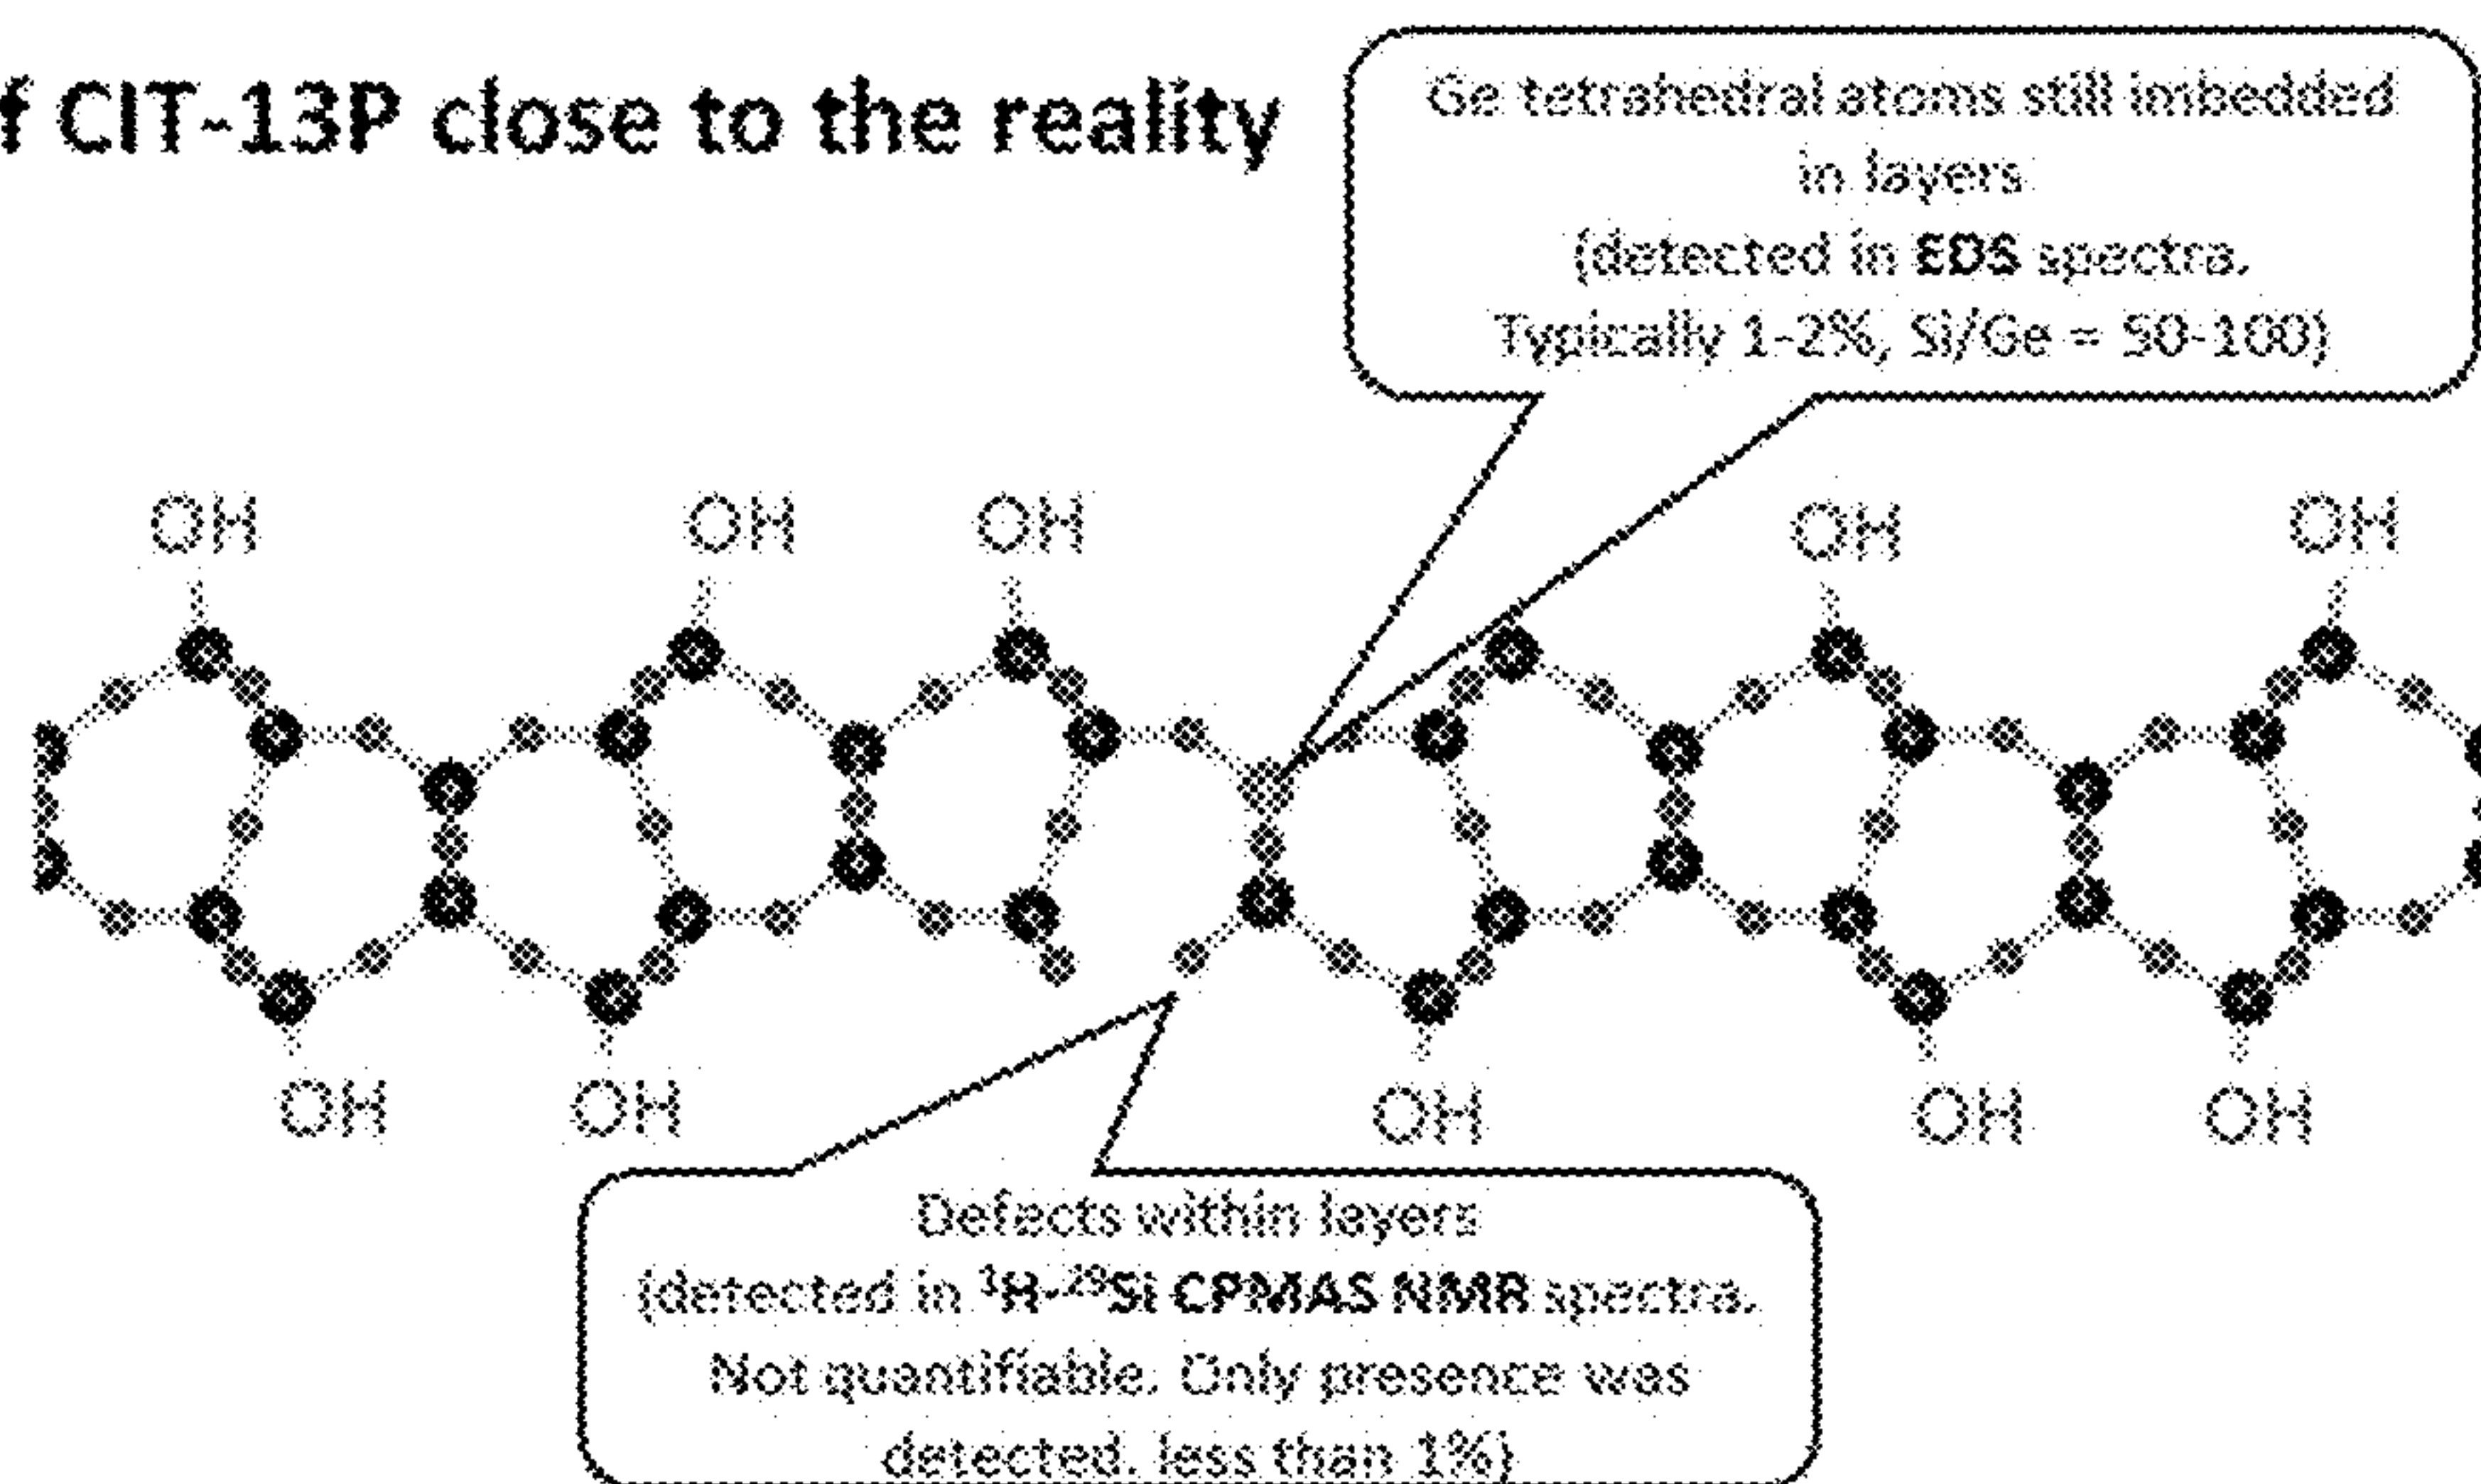 f CIT-13P close to the reality
Ge tetrahedral atoms still imbedded
in layers
(detected in EDS spectra.
Typically 1-2%, Si/Ge = 50-100)
OH OH OH OH OH
OH OH OH OH OH
Defects within layers
(detected in ¹H-²⁹Si CPMAS NMR spectra.
Not quantifiable. Only presence was
detected. less than 1%)